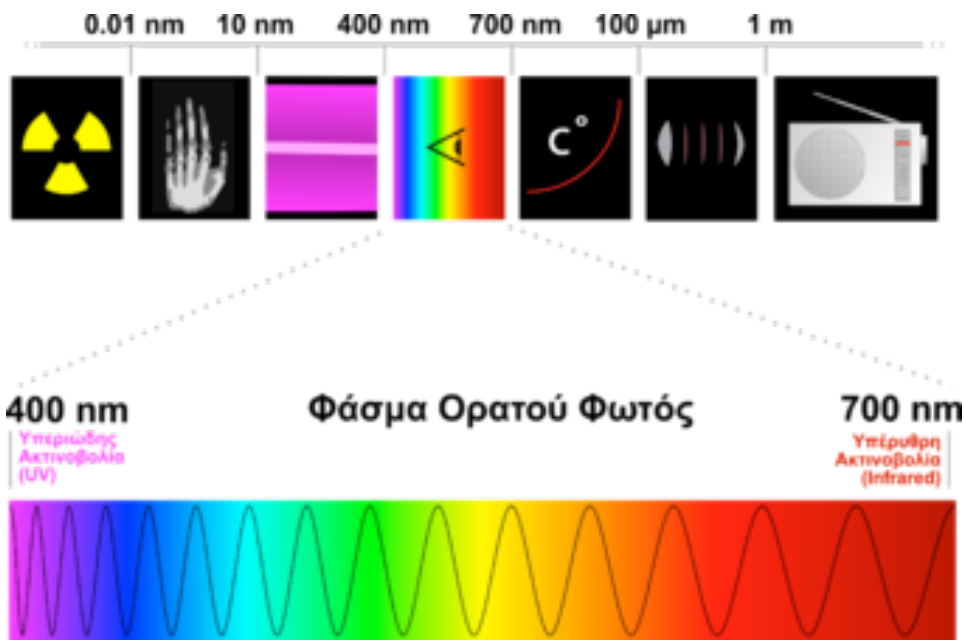 0.01 nm 10 nm 400 nm 700 nm 100 µm 1 m
C°
400 nm Φάσμα Ορατού Φωτός 700 nm
Υπεριώδης
Ακτινοβολία
(UV)
Υπέρυθρη
Ακτινοβολία
(Infrared)